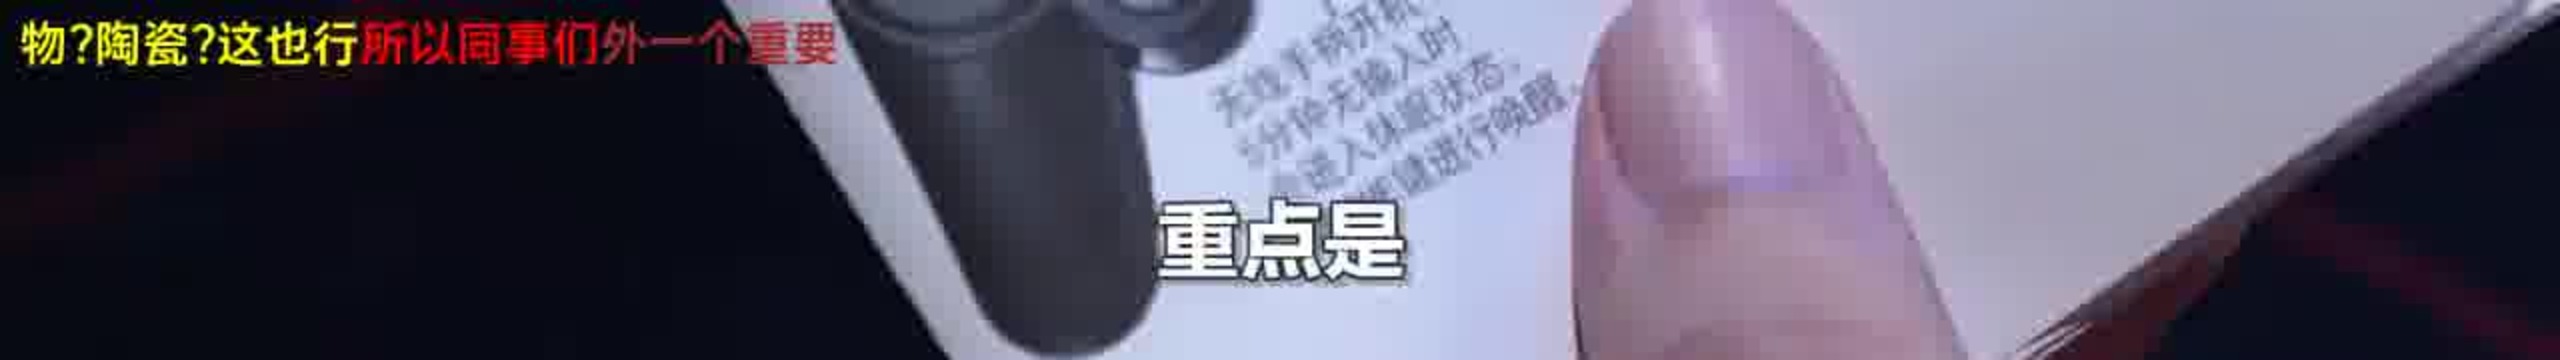 物?陶瓷?这也行所以同事们外一个重要
无线手柄开机
5分钟无输入时
进入休眠状态,
键进行唤醒。
重点是